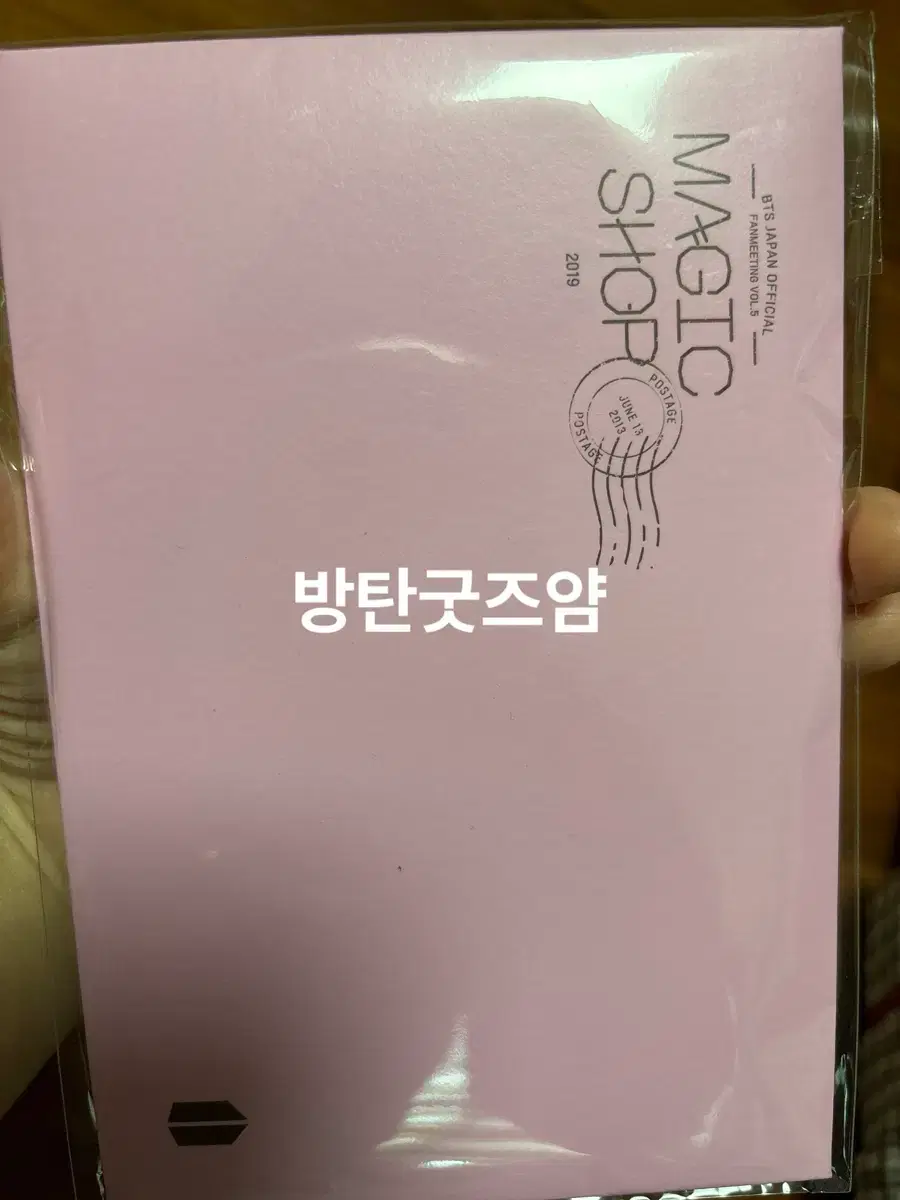 BTS JAPAN OFFICIAL
FANMEETING VOL.5
MAGIC
SHOP
2019
POSTAGE
JUNE 13
2013
POSTAGE
방탄굿즈얌